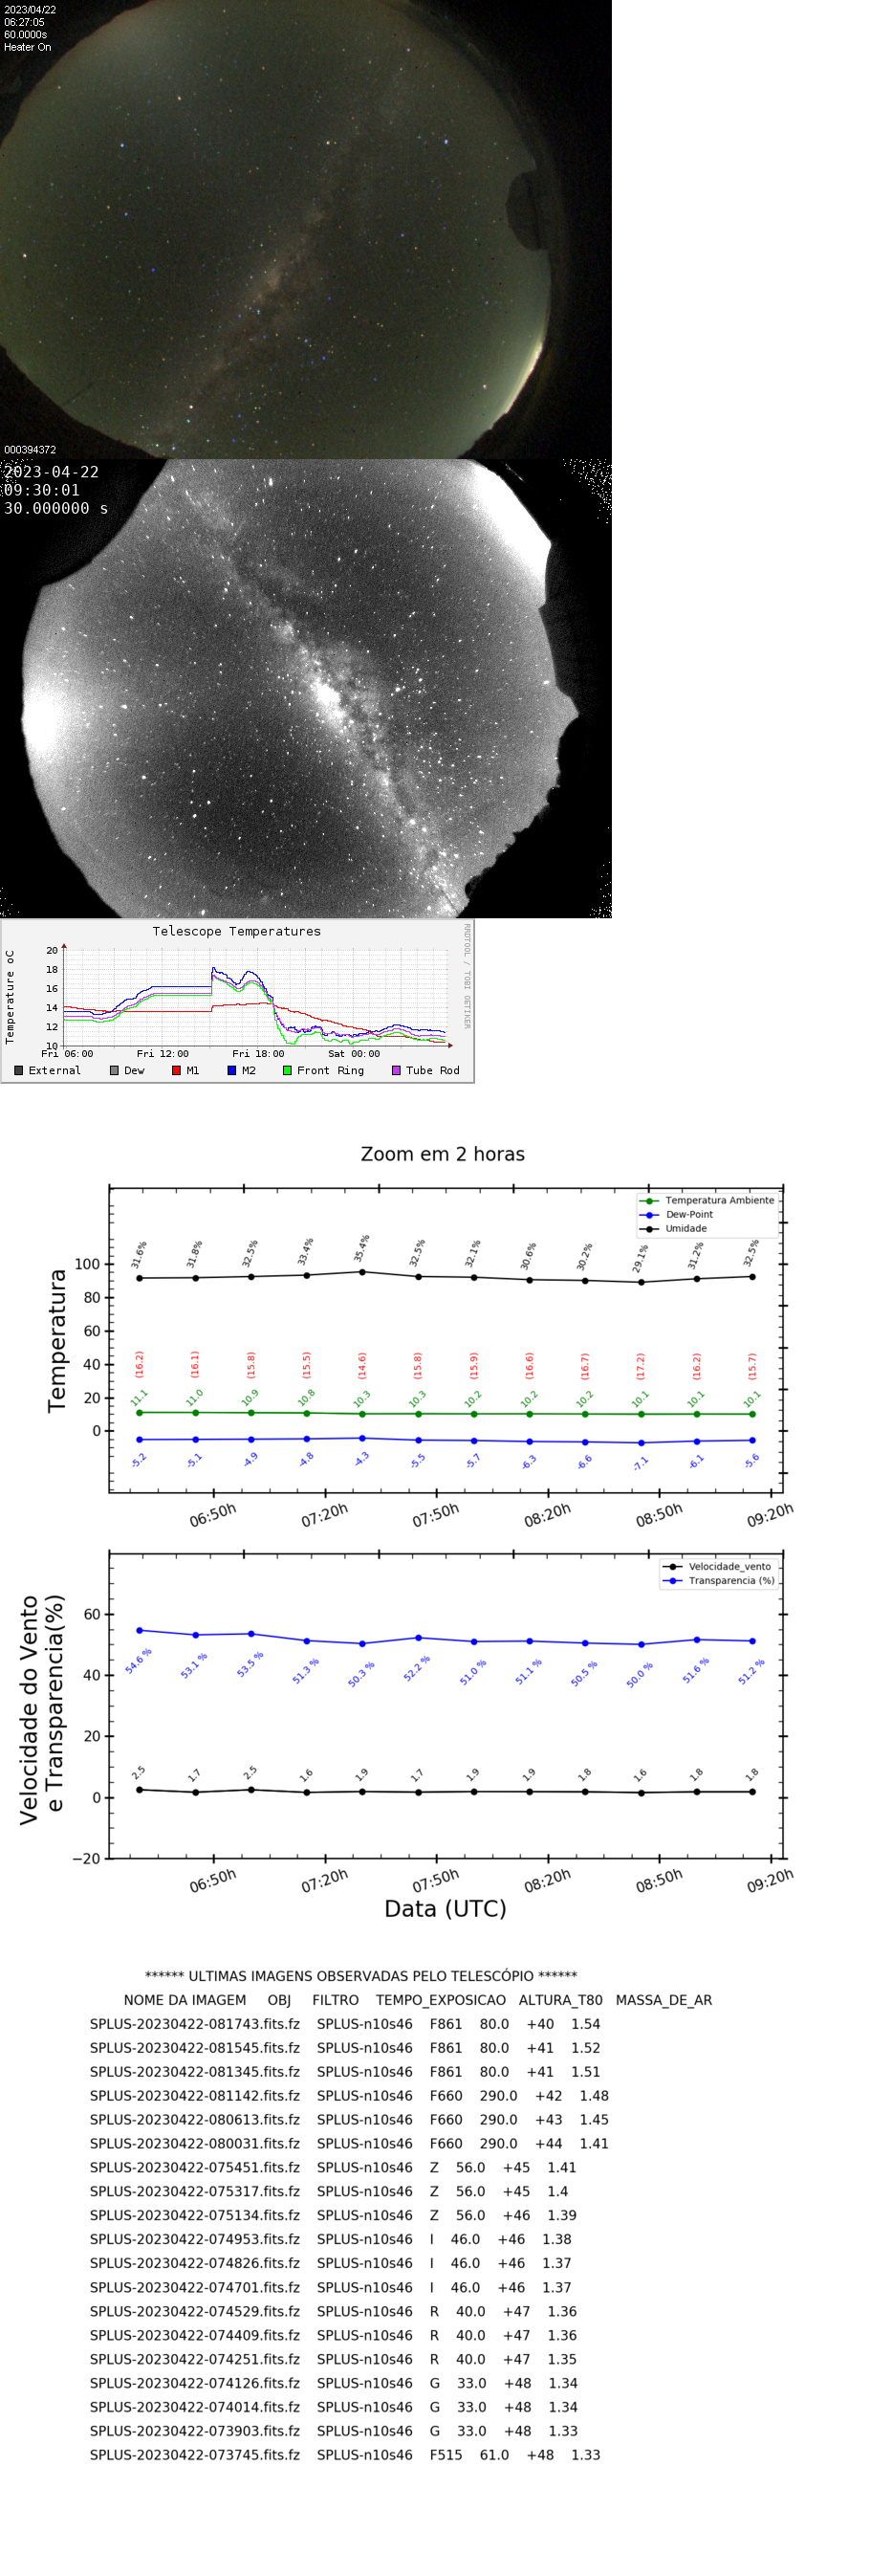 2023/04/22
06:27:05
60.0000s
Heater On
000394372
2023-04-22
09:30:01
30.000000 s
Telescope Temperatures
RRDTOOL / TOBI OETIKER
Temperature oC
20
18
16
14
12
10
Fri 06:00 Fri 12:00 Fri 18:00 Sat 00:00
External Dew M1 M2 Front Ring Tube Rod
Zoom em 2 horas
Temperatura Ambiente
Dew-Point
Umidade
Temperatura
31.6% 31.8% 32.5% 33.4% 35.4% 32.5% 32.1% 30.6% 30.2% 29.1% 31.2% 32.5%
100
80
60
40
20
0
(16.2) (16.1) (15.8) (15.5) (14.6) (15.8) (15.9) (16.6) (16.7) (17.2) (16.2) (15.7)
11.1 11.0 10.9 10.8 10.3 10.3 10.2 10.2 10.2 10.1 10.1 10.1
-5.2 -5.1 -4.9 -4.8 -4.3 -5.5 -5.7 -6.3 -6.6 -7.1 -6.1 -5.6
06:50h 07:20h 07:50h 08:20h 08:50h 09:20h
Velocidade_vento
Transparencia (%)
Velocidade do Vento
e Transparencia(%)
60
40
20
0
−20
54.6 % 53.1 % 53.5 % 51.3 % 50.3 % 52.2 % 51.0 % 51.1 % 50.5 % 50.0 % 51.6 % 51.2 %
2.5 1.7 2.5 1.6 1.9 1.7 1.9 1.9 1.8 1.6 1.8 1.8
06:50h 07:20h 07:50h 08:20h 08:50h 09:20h
Data (UTC)
****** ULTIMAS IMAGENS OBSERVADAS PELO TELESCÓPIO ******
NOME DA IMAGEM OBJ FILTRO TEMPO_EXPOSICAO ALTURA_T80 MASSA_DE_AR
SPLUS-20230422-081743.fits.fz SPLUS-n10s46 F861 80.0 +40 1.54
SPLUS-20230422-081545.fits.fz SPLUS-n10s46 F861 80.0 +41 1.52
SPLUS-20230422-081345.fits.fz SPLUS-n10s46 F861 80.0 +41 1.51
SPLUS-20230422-081142.fits.fz SPLUS-n10s46 F660 290.0 +42 1.48
SPLUS-20230422-080613.fits.fz SPLUS-n10s46 F660 290.0 +43 1.45
SPLUS-20230422-080031.fits.fz SPLUS-n10s46 F660 290.0 +44 1.41
SPLUS-20230422-075451.fits.fz SPLUS-n10s46 Z 56.0 +45 1.41
SPLUS-20230422-075317.fits.fz SPLUS-n10s46 Z 56.0 +45 1.4
SPLUS-20230422-075134.fits.fz SPLUS-n10s46 Z 56.0 +46 1.39
SPLUS-20230422-074953.fits.fz SPLUS-n10s46 I 46.0 +46 1.38
SPLUS-20230422-074826.fits.fz SPLUS-n10s46 I 46.0 +46 1.37
SPLUS-20230422-074701.fits.fz SPLUS-n10s46 I 46.0 +46 1.37
SPLUS-20230422-074529.fits.fz SPLUS-n10s46 R 40.0 +47 1.36
SPLUS-20230422-074409.fits.fz SPLUS-n10s46 R 40.0 +47 1.36
SPLUS-20230422-074251.fits.fz SPLUS-n10s46 R 40.0 +47 1.35
SPLUS-20230422-074126.fits.fz SPLUS-n10s46 G 33.0 +48 1.34
SPLUS-20230422-074014.fits.fz SPLUS-n10s46 G 33.0 +48 1.34
SPLUS-20230422-073903.fits.fz SPLUS-n10s46 G 33.0 +48 1.33
SPLUS-20230422-073745.fits.fz SPLUS-n10s46 F515 61.0 +48 1.33